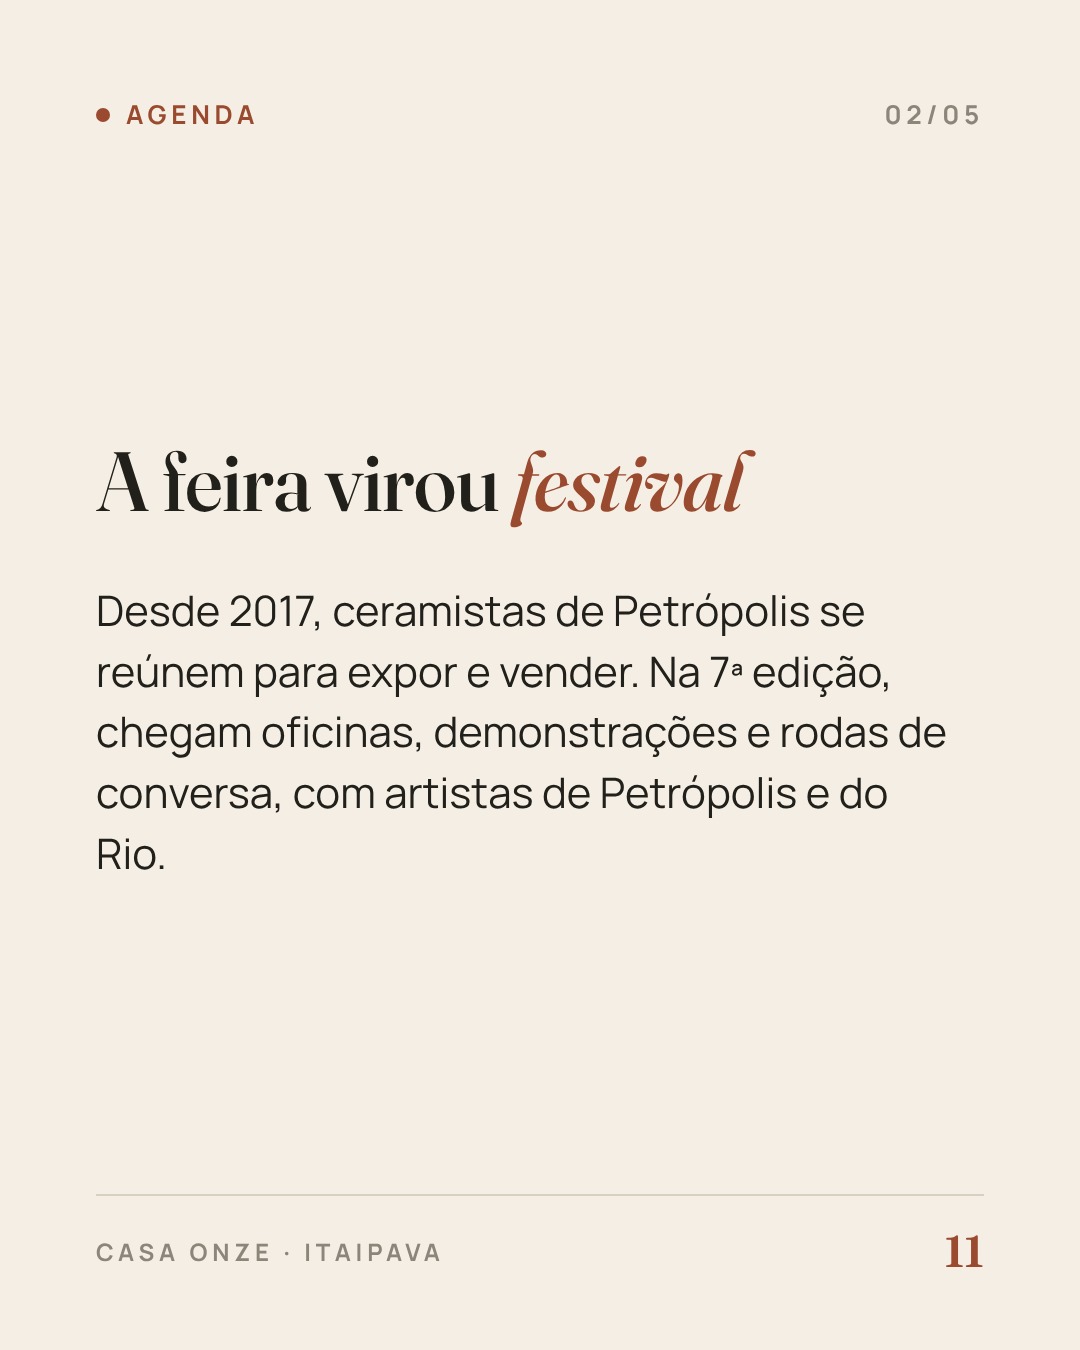 AGENDA
02/05
A feira virou festival
Desde 2017, ceramistas de Petrópolis se
reúnem para expor e vender. Na 7ª edição,
chegam oficinas, demonstrações e rodas de
conversa, com artistas de Petrópolis e do
Rio.
CASA ONZE · ITAIPAVA
11